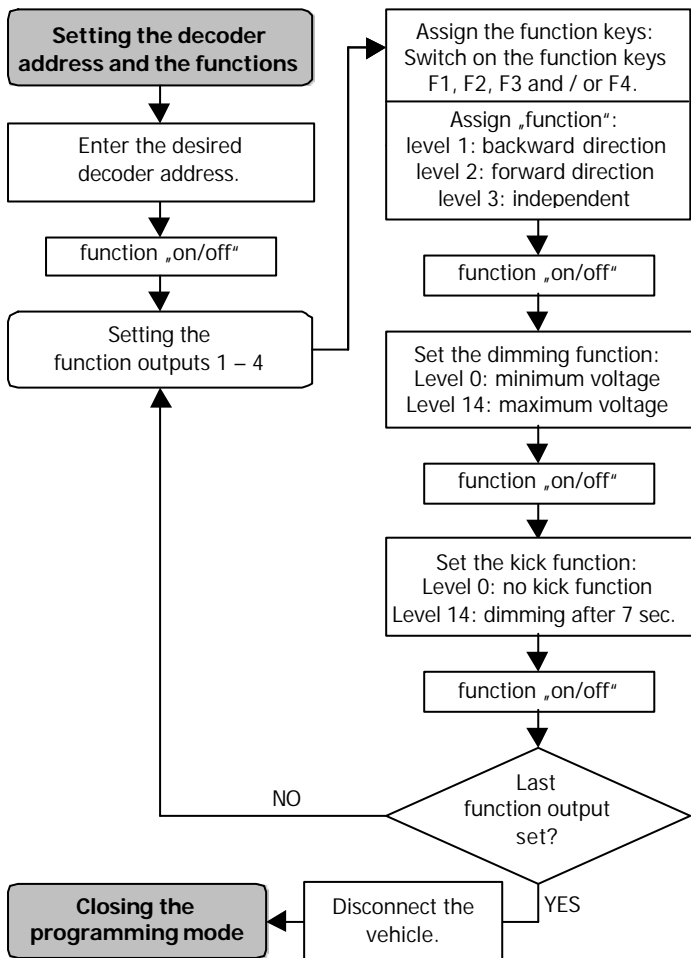 Setting the decoder
address and the functions
Enter the desired
decoder address.
function „on/off“
Setting the
function outputs 1 – 4
Assign the function keys:
Switch on the function keys
F1, F2, F3 and / or F4.
Assign „function“:
level 1: backward direction
level 2: forward direction
level 3: independent
function „on/off“
Set the dimming function:
Level 0: minimum voltage
Level 14: maximum voltage
function „on/off“
Set the kick function:
Level 0: no kick function
Level 14: dimming after 7 sec.
function „on/off“
Last
function output
set?
NO
YES
Disconnect the
vehicle.
Closing the
programming mode